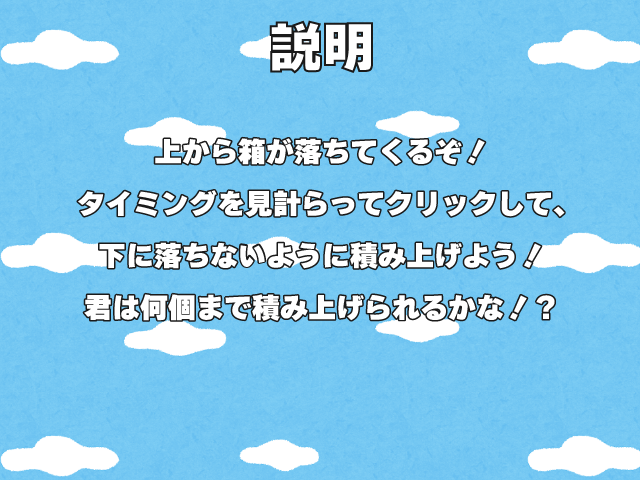 説明
上から箱が落ちてくるぞ！
タイミングを見計らってクリックして、
下に落ちないように積み上げよう！
君は何個まで積み上げられるかな！？